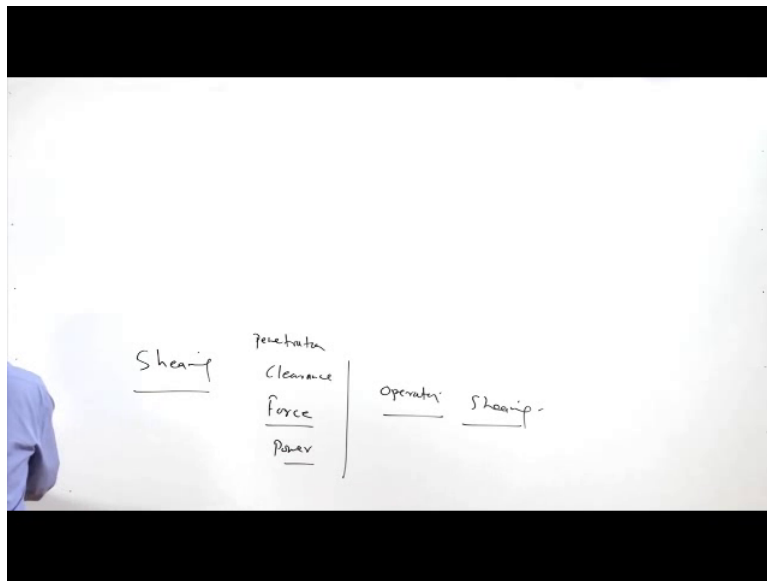 Shearing
Penetration
Clearance
Force
Power
Operation Shearing